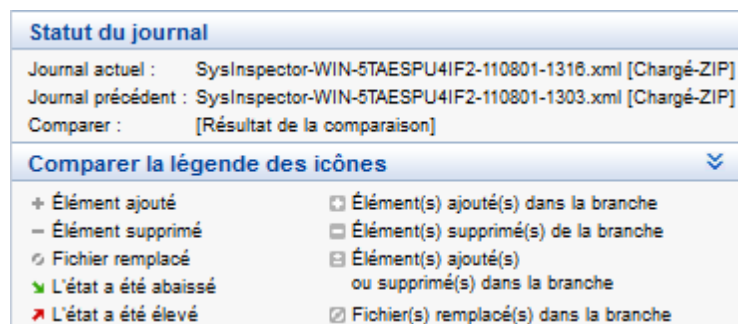 Statut du journal
Journal actuel : SysInspector-WIN-5TAESPU4IF2-110801-1316.xml [Chargé-ZIP]
Journal précédent : SysInspector-WIN-5TAESPU4IF2-110801-1303.xml [Chargé-ZIP]
Comparer : [Résultat de la comparaison]
Comparer la légende des icônes
Élément ajouté
Élément supprimé
Fichier remplacé
L'état a été abaissé
L'état a été élevé
Élément(s) ajouté(s) dans la branche
Élément(s) supprimé(s) de la branche
Élément(s) ajouté(s)
ou supprimé(s) dans la branche
Fichier(s) remplacé(s) dans la branche